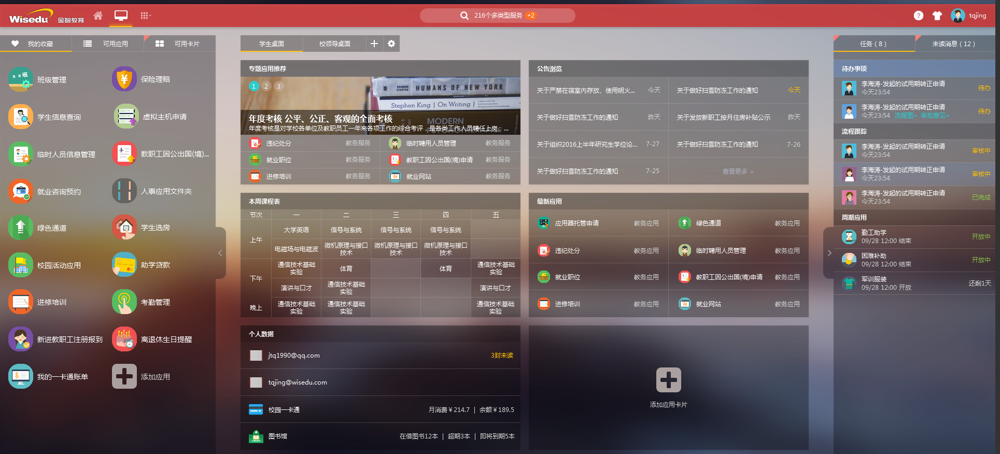 Wisedu 金智教育
216个多类型服务 +2
? tqjing
我的收藏 可用应用 可用卡片
班级管理 保险理赔
学生信息查询 虚拟主机申请
临时人员信息管理 教职工因公出国(境)...
就业咨询预约 人事应用文件夹
绿色通道 学生选房
校园活动应用 助学贷款
进修培训 考勤管理
新进教职工注册报到 离退休生日提醒
我的一卡通账单 添加应用
学生桌面 校领导桌面
专题应用推荐
1 2 3
HUMANS OF NEW YORK
BRANDON STANTON
Stephen King | On Writing
MODERN
年度考核 公平、公正、客观的全面考核
年度考核是对学校各单位及教职员工一年来各项工作的综合考评，是各类工作人员聘任上岗。...
违纪处分 教务服务 临时聘用人员管理 教务服务
就业职位 教务服务 教职工因公出国(境)申请 教务服务
进修培训 教务服务 就业网站 教务服务
公告浏览
关于严禁在寝室内存放、使用明火... 今天 关于做好扫雪防冻工作的通知 今天
关于做好扫雪防冻工作的通知 昨天 关于发放新职工按月住房补贴公示 昨天
关于组织2016上半年研究生学位论... 7-27 关于做好扫雪防冻工作的通知 7-26
关于做好扫雪防冻工作的通知 7-25 查看更多 >
本周课程表
节次 一 二 三 四 五
上午
大学英语 信号与系统 信号与系统 信号与系统
电磁场与电磁波 微机原理与接口技术 微机原理与接口技术 微机原理与接口技术
下午
通信技术基础实验 体育 体育 通信技术基础实验
演讲与口才 通信技术基础实验 演讲与口才
晚上
通信技术基础实验 通信技术基础实验 通信技术基础实验
最新应用
应用器托管申请 教务应用 绿色通道 教务应用
违纪处分 教务应用 临时聘用人员管理 教务应用
就业职位 教务应用 教职工因公出国(境)申请 教务应用
进修培训 教务应用 就业网站 教务应用
个人数据
jtq1990@qq.com 3封未读
tqjing@wisedu.com
校园一卡通 月消费￥214.7 | 余额￥189.5
图书馆 在借图书12本 | 超期3本 | 即将到期5本
添加应用卡片
任务（8） 未读消息（12）
待办事项
李海涛-发起的试用期转正申请
今天23:54 待办
李海涛-发起的试用期转正申请
今天23:54 流程图> 审批意见> 待办
流程跟踪
李海涛-发起的试用期转正申请
今天23:54 审核中
李海涛-发起的试用期转正申请
今天23:54 审核中
李海涛-发起的试用期转正申请
今天23:54 已完成
周期应用
勤工助学
09/28 12:00 结束 开放中
困难补助
09/28 12:00 结束 开放中
军训服装
09/28 12:00 开放 还剩1天